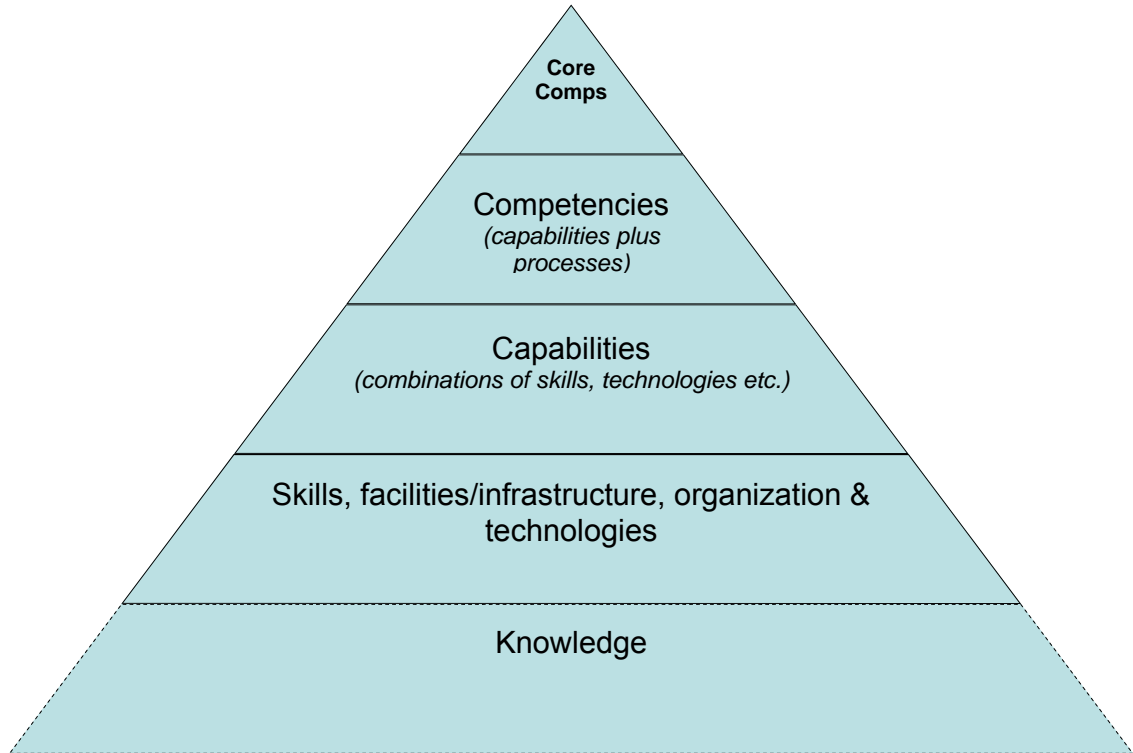 Core
Comps
Competencies
(capabilities plus
processes)
Capabilities
(combinations of skills, technologies etc.)
Skills, facilities/infrastructure, organization &
technologies
Knowledge